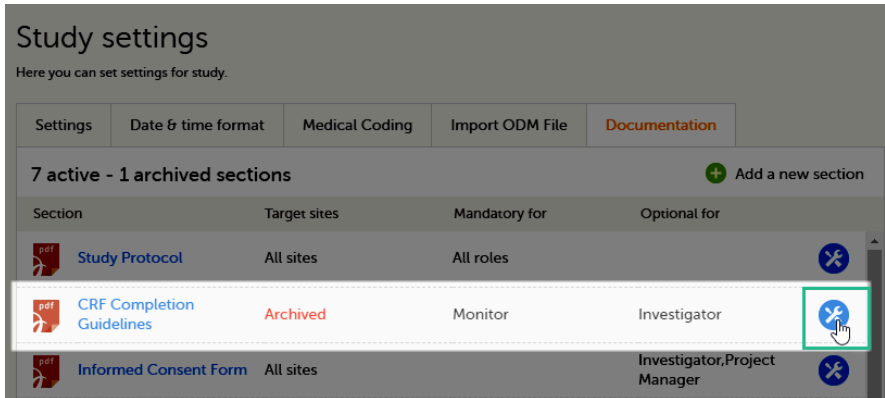 Study settings
Here you can set settings for study.
Settings Date & time format Medical Coding Import ODM File Documentation
7 active - 1 archived sections Add a new section
Section Target sites Mandatory for Optional for
pdf Study Protocol All sites All roles
pdf CRF Completion Guidelines Archived Monitor Investigator
pdf Informed Consent Form All sites Investigator,Project Manager